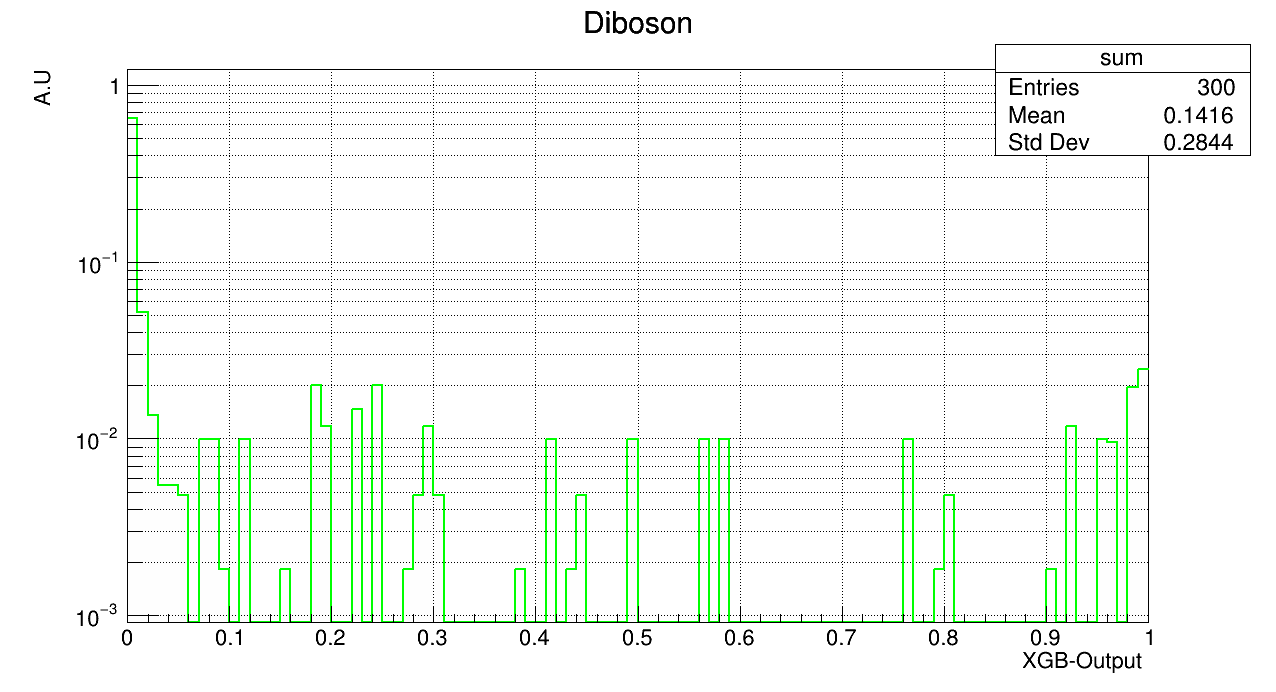 Diboson
sum
Entries 300
Mean 0.1416
Std Dev 0.2844
A.U
1
10⁻¹
10⁻²
10⁻³
0 0.1 0.2 0.3 0.4 0.5 0.6 0.7 0.8 0.9 1
XGB-Output